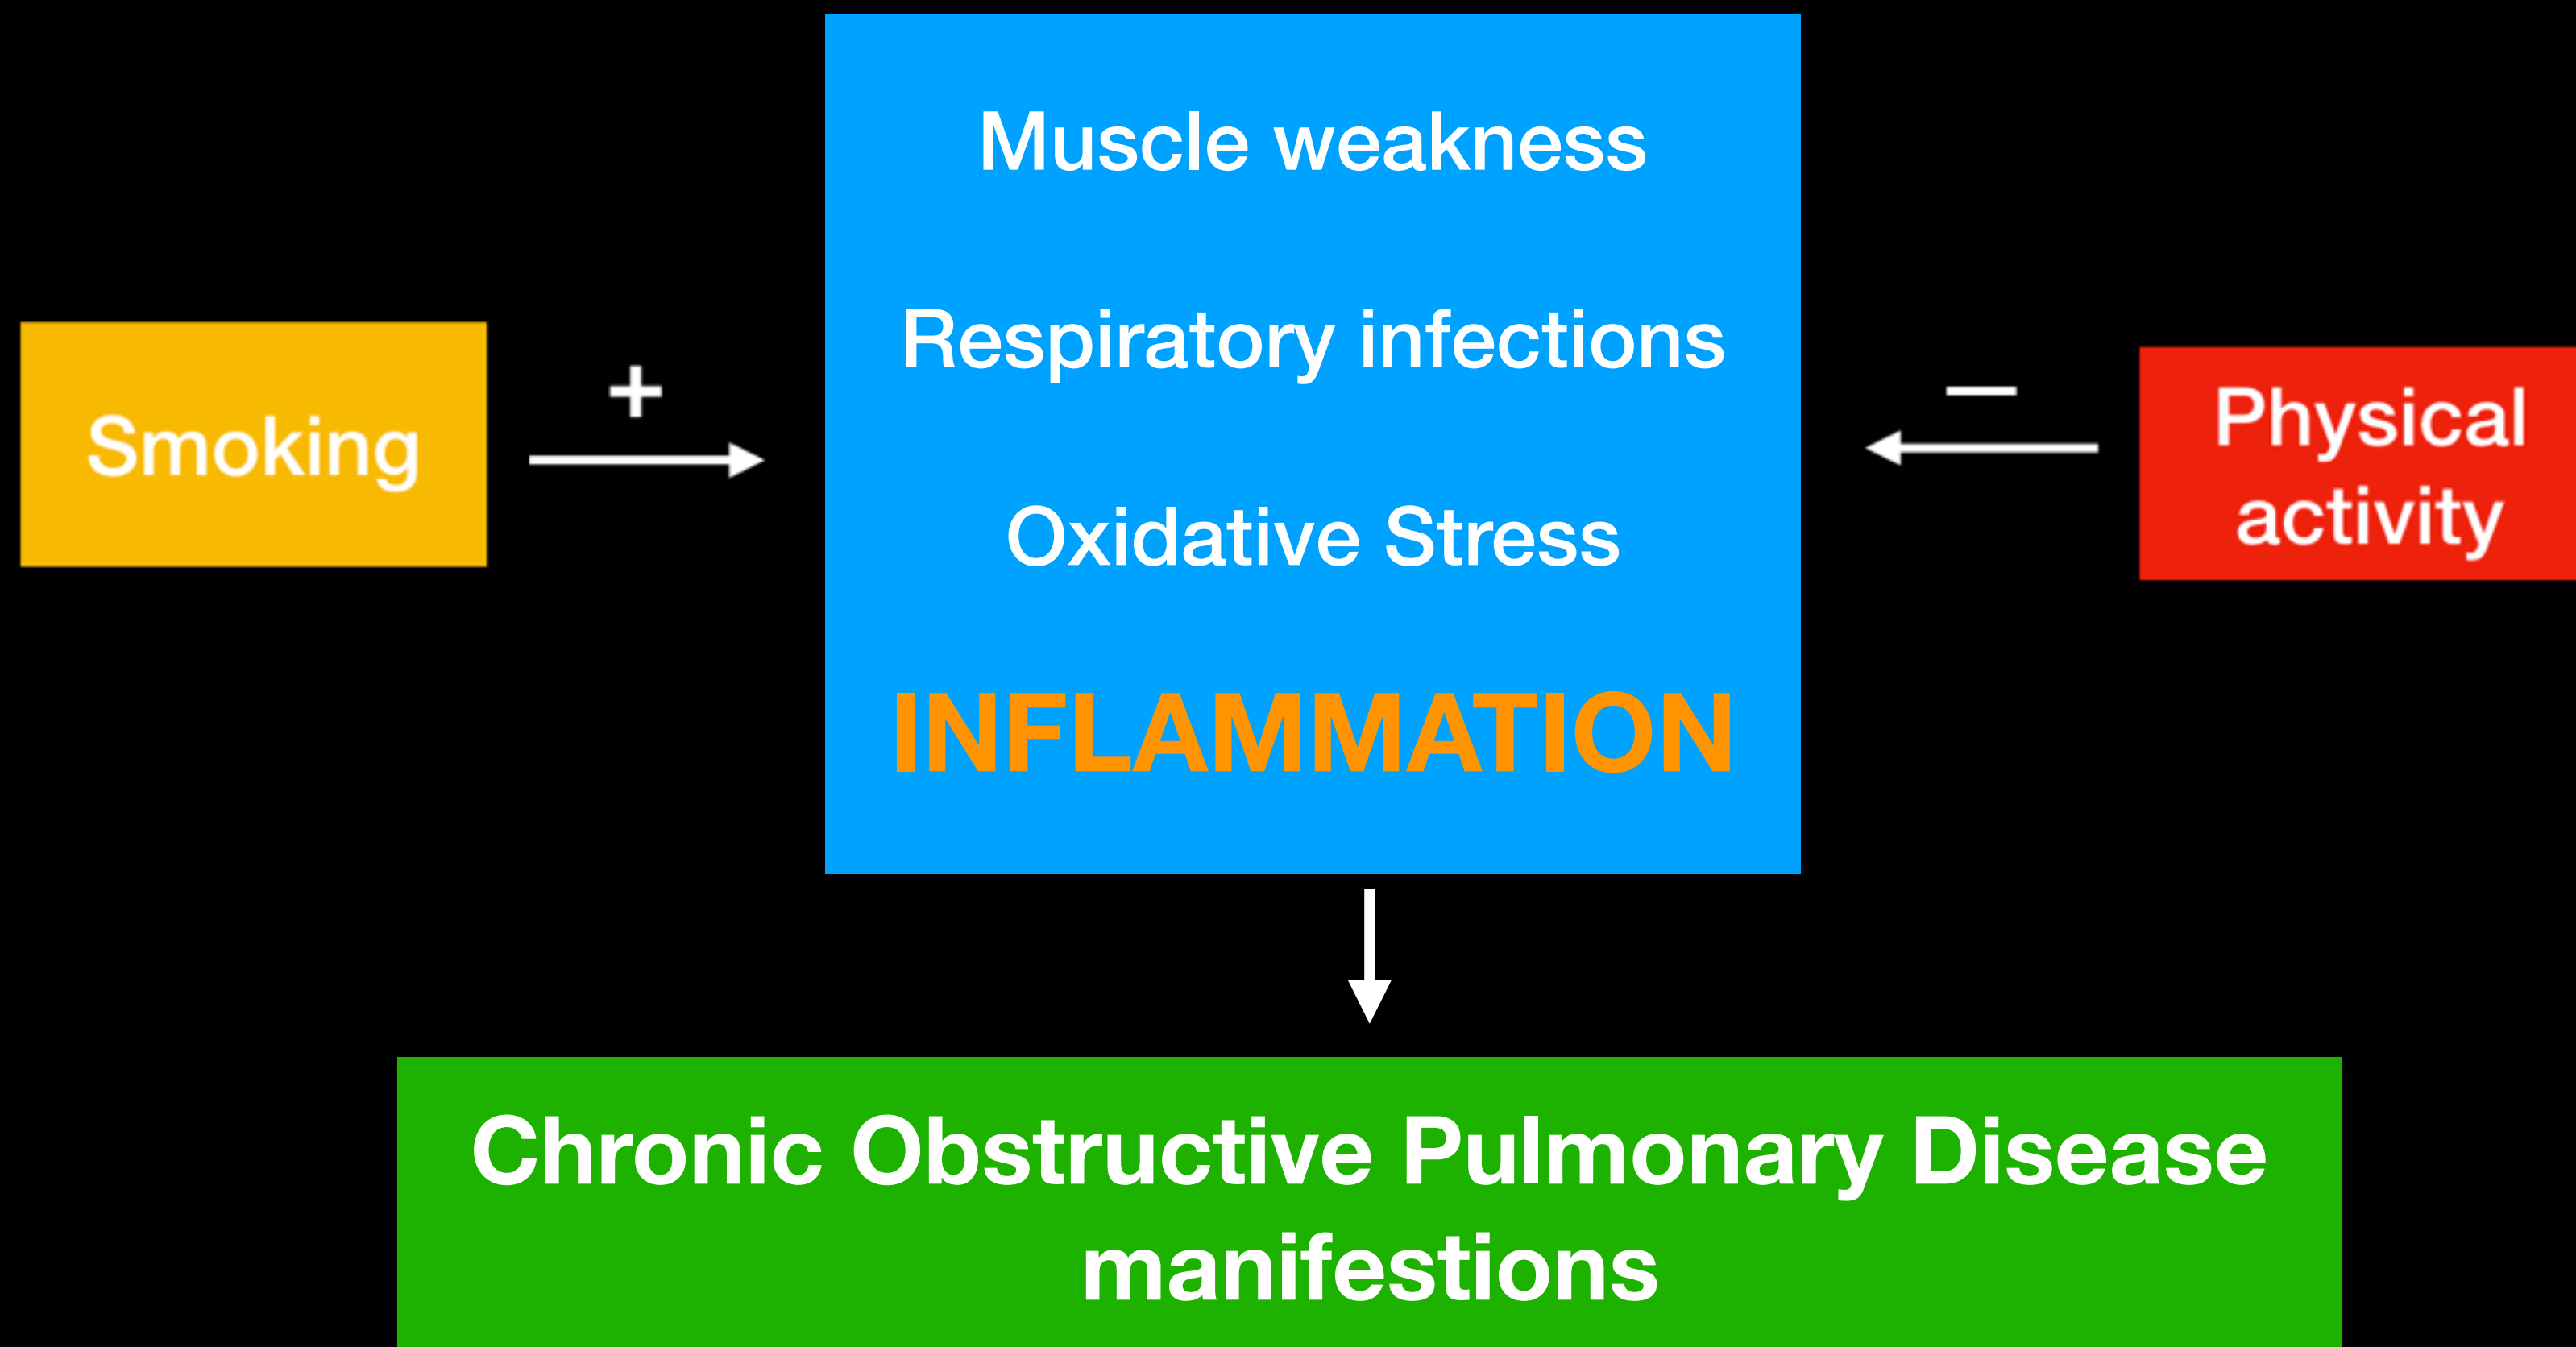 Muscle weakness
Respiratory infections
Oxidative Stress
INFLAMMATION
Smoking
+
−
Physical
activity
Chronic Obstructive Pulmonary Disease
manifestions